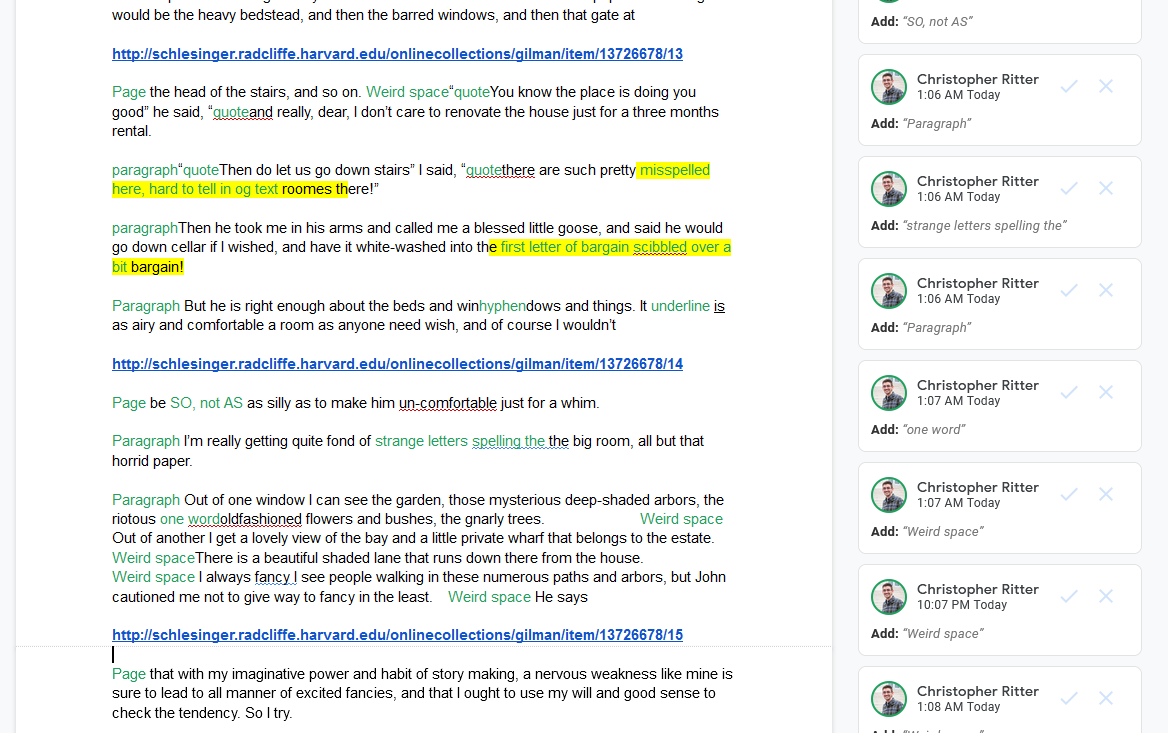 would be the heavy bedstead, and then the barred windows, and then that gate at
http://schlesinger.radcliffe.harvard.edu/onlinecollections/gilman/item/13726678/13
Page the head of the stairs, and so on. Weird space“quoteYou know the place is doing you
good” he said, “quoteand really, dear, I don’t care to renovate the house just for a three months
rental.
paragraph“quoteThen do let us go down stairs” I said, “quotethere are such pretty misspelled
here, hard to tell in og text roomes there!”
paragraphThen he took me in his arms and called me a blessed little goose, and said he would
go down cellar if I wished, and have it white-washed into the first letter of bargain scibbled over a
bit bargain!
Paragraph But he is right enough about the beds and winhyphendows and things. It underline is
as airy and comfortable a room as anyone need wish, and of course I wouldn’t
http://schlesinger.radcliffe.harvard.edu/onlinecollections/gilman/item/13726678/14
Page be SO, not AS as silly as to make him un-comfortable just for a whim.
Paragraph I’m really getting quite fond of strange letters spelling the the big room, all but that
horrid paper.
Paragraph Out of one window I can see the garden, those mysterious deep-shaded arbors, the
riotous one wordoldfashioned flowers and bushes, the gnarly trees. Weird space
Out of another I get a lovely view of the bay and a little private wharf that belongs to the estate.
Weird spaceThere is a beautiful shaded lane that runs down there from the house.
Weird space I always fancy I see people walking in these numerous paths and arbors, but John
cautioned me not to give way to fancy in the least. Weird space He says
http://schlesinger.radcliffe.harvard.edu/onlinecollections/gilman/item/13726678/15
Page that with my imaginative power and habit of story making, a nervous weakness like mine is
sure to lead to all manner of excited fancies, and that I ought to use my will and good sense to
check the tendency. So I try.
Add: “SO, not AS”
Christopher Ritter
1:06 AM Today
Add: “Paragraph”
Christopher Ritter
1:06 AM Today
Add: “strange letters spelling the”
Christopher Ritter
1:06 AM Today
Add: “Paragraph”
Christopher Ritter
1:07 AM Today
Add: “one word”
Christopher Ritter
1:07 AM Today
Add: “Weird space”
Christopher Ritter
10:07 PM Today
Add: “Weird space”
Christopher Ritter
1:08 AM Today